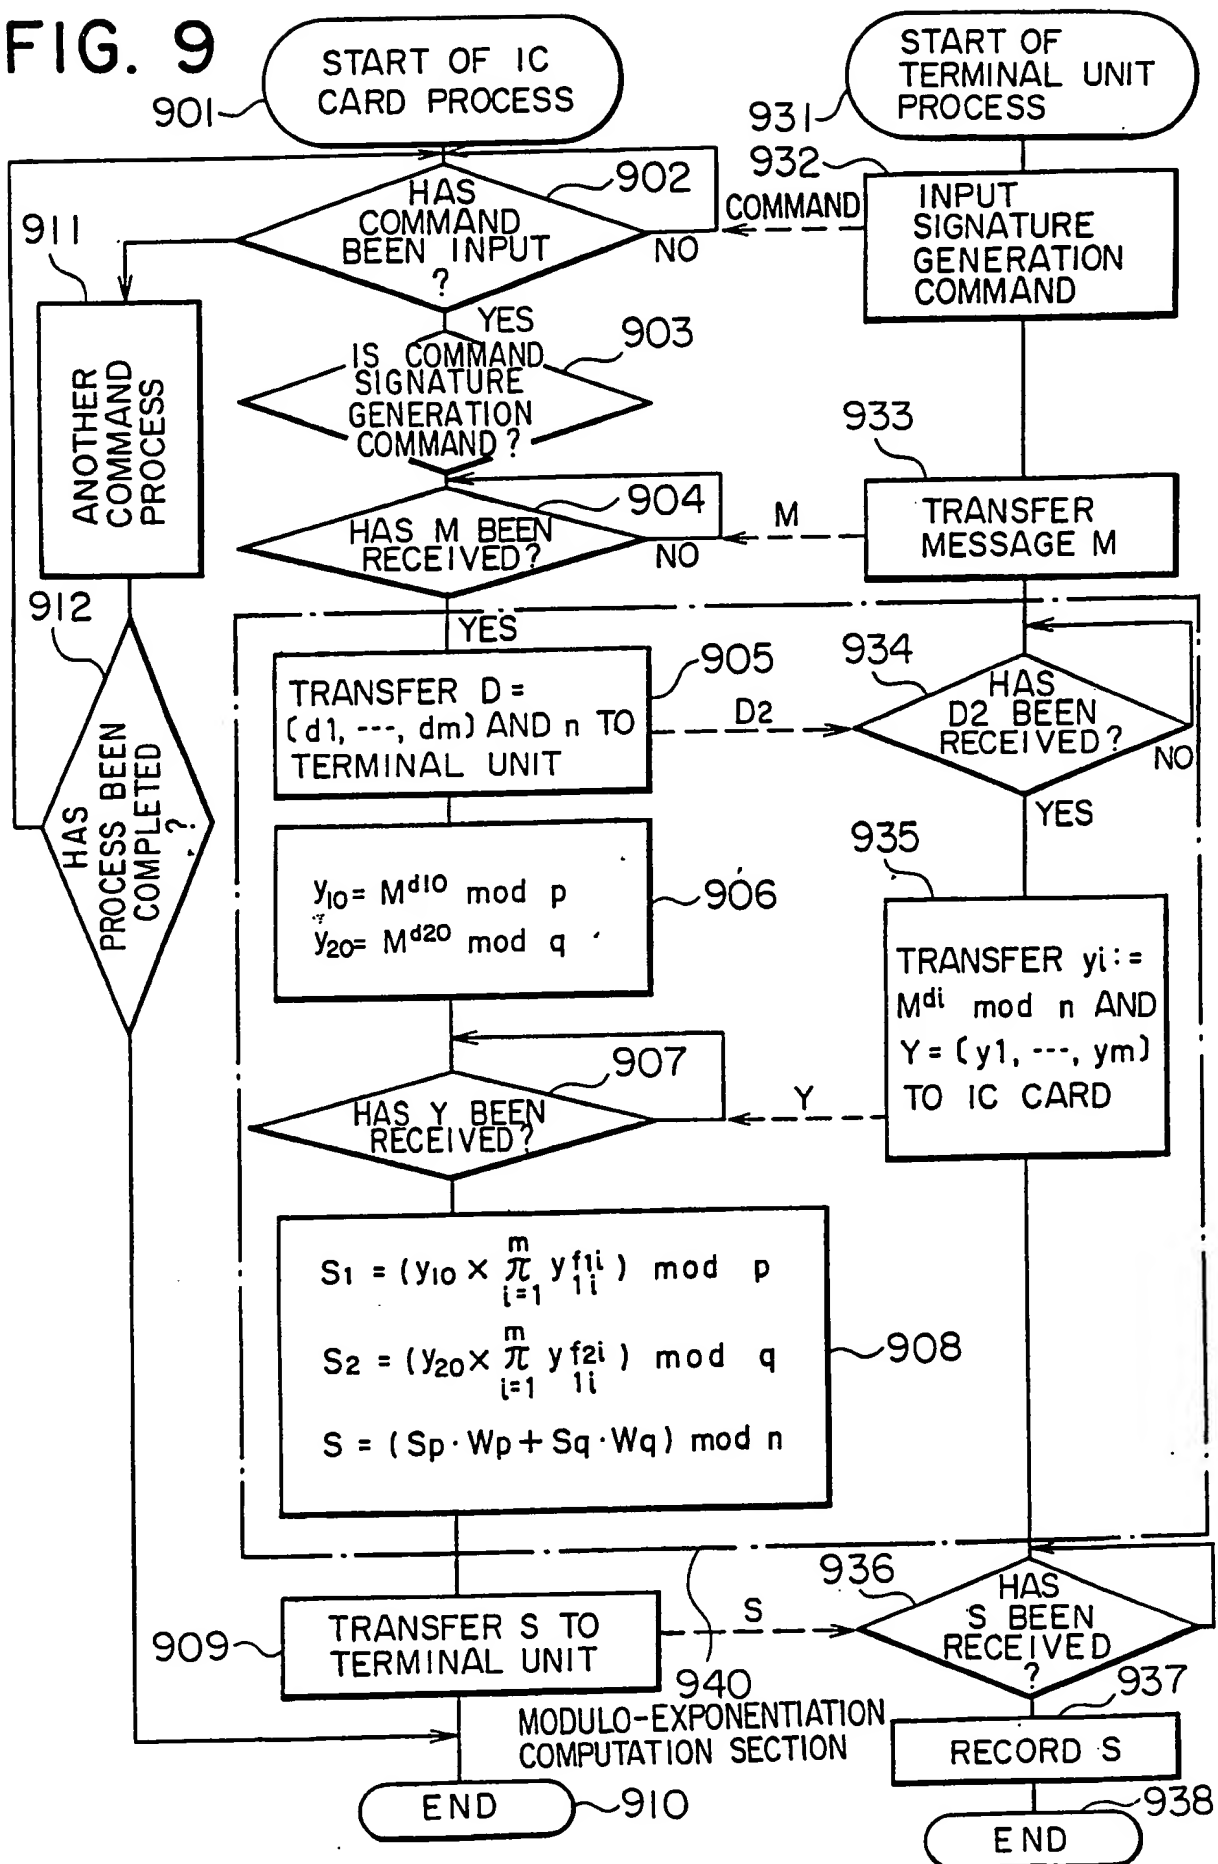 FIG. 9
START OF IC
CARD PROCESS
901
START OF
TERMINAL UNIT
PROCESS
931
902
HAS
COMMAND
BEEN INPUT
?
NO
YES
COMMAND
932
INPUT
SIGNATURE
GENERATION
COMMAND
911
ANOTHER
COMMAND
PROCESS
903
IS COMMAND
SIGNATURE
GENERATION
COMMAND?
933
TRANSFER
MESSAGE M
M
904
HAS M BEEN
RECEIVED?
NO
YES
912
HAS
PROCESS BEEN
COMPLETED
?
905
TRANSFER D =
(d1, ---, dm) AND n TO
TERMINAL UNIT
D2
934
HAS
D2 BEEN
RECEIVED?
NO
YES
906
y10 = M^d10 mod p
y20 = M^d20 mod q
935
TRANSFER yi :=
M^di mod n AND
Y = (y1, ---, ym)
TO IC CARD
907
HAS Y BEEN
RECEIVED?
Y
S1 = (y10 × π_{i=1}^{m} y_{1i}^{f1i}) mod p
S2 = (y20 × π_{i=1}^{m} y_{1i}^{f2i}) mod q
S = (Sp · Wp + Sq · Wq) mod n
908
909
TRANSFER S TO
TERMINAL UNIT
S
936
HAS
S BEEN
RECEIVED
?
940
MODULO-EXPONENTIATION
COMPUTATION SECTION
937
RECORD S
END
910
END
938